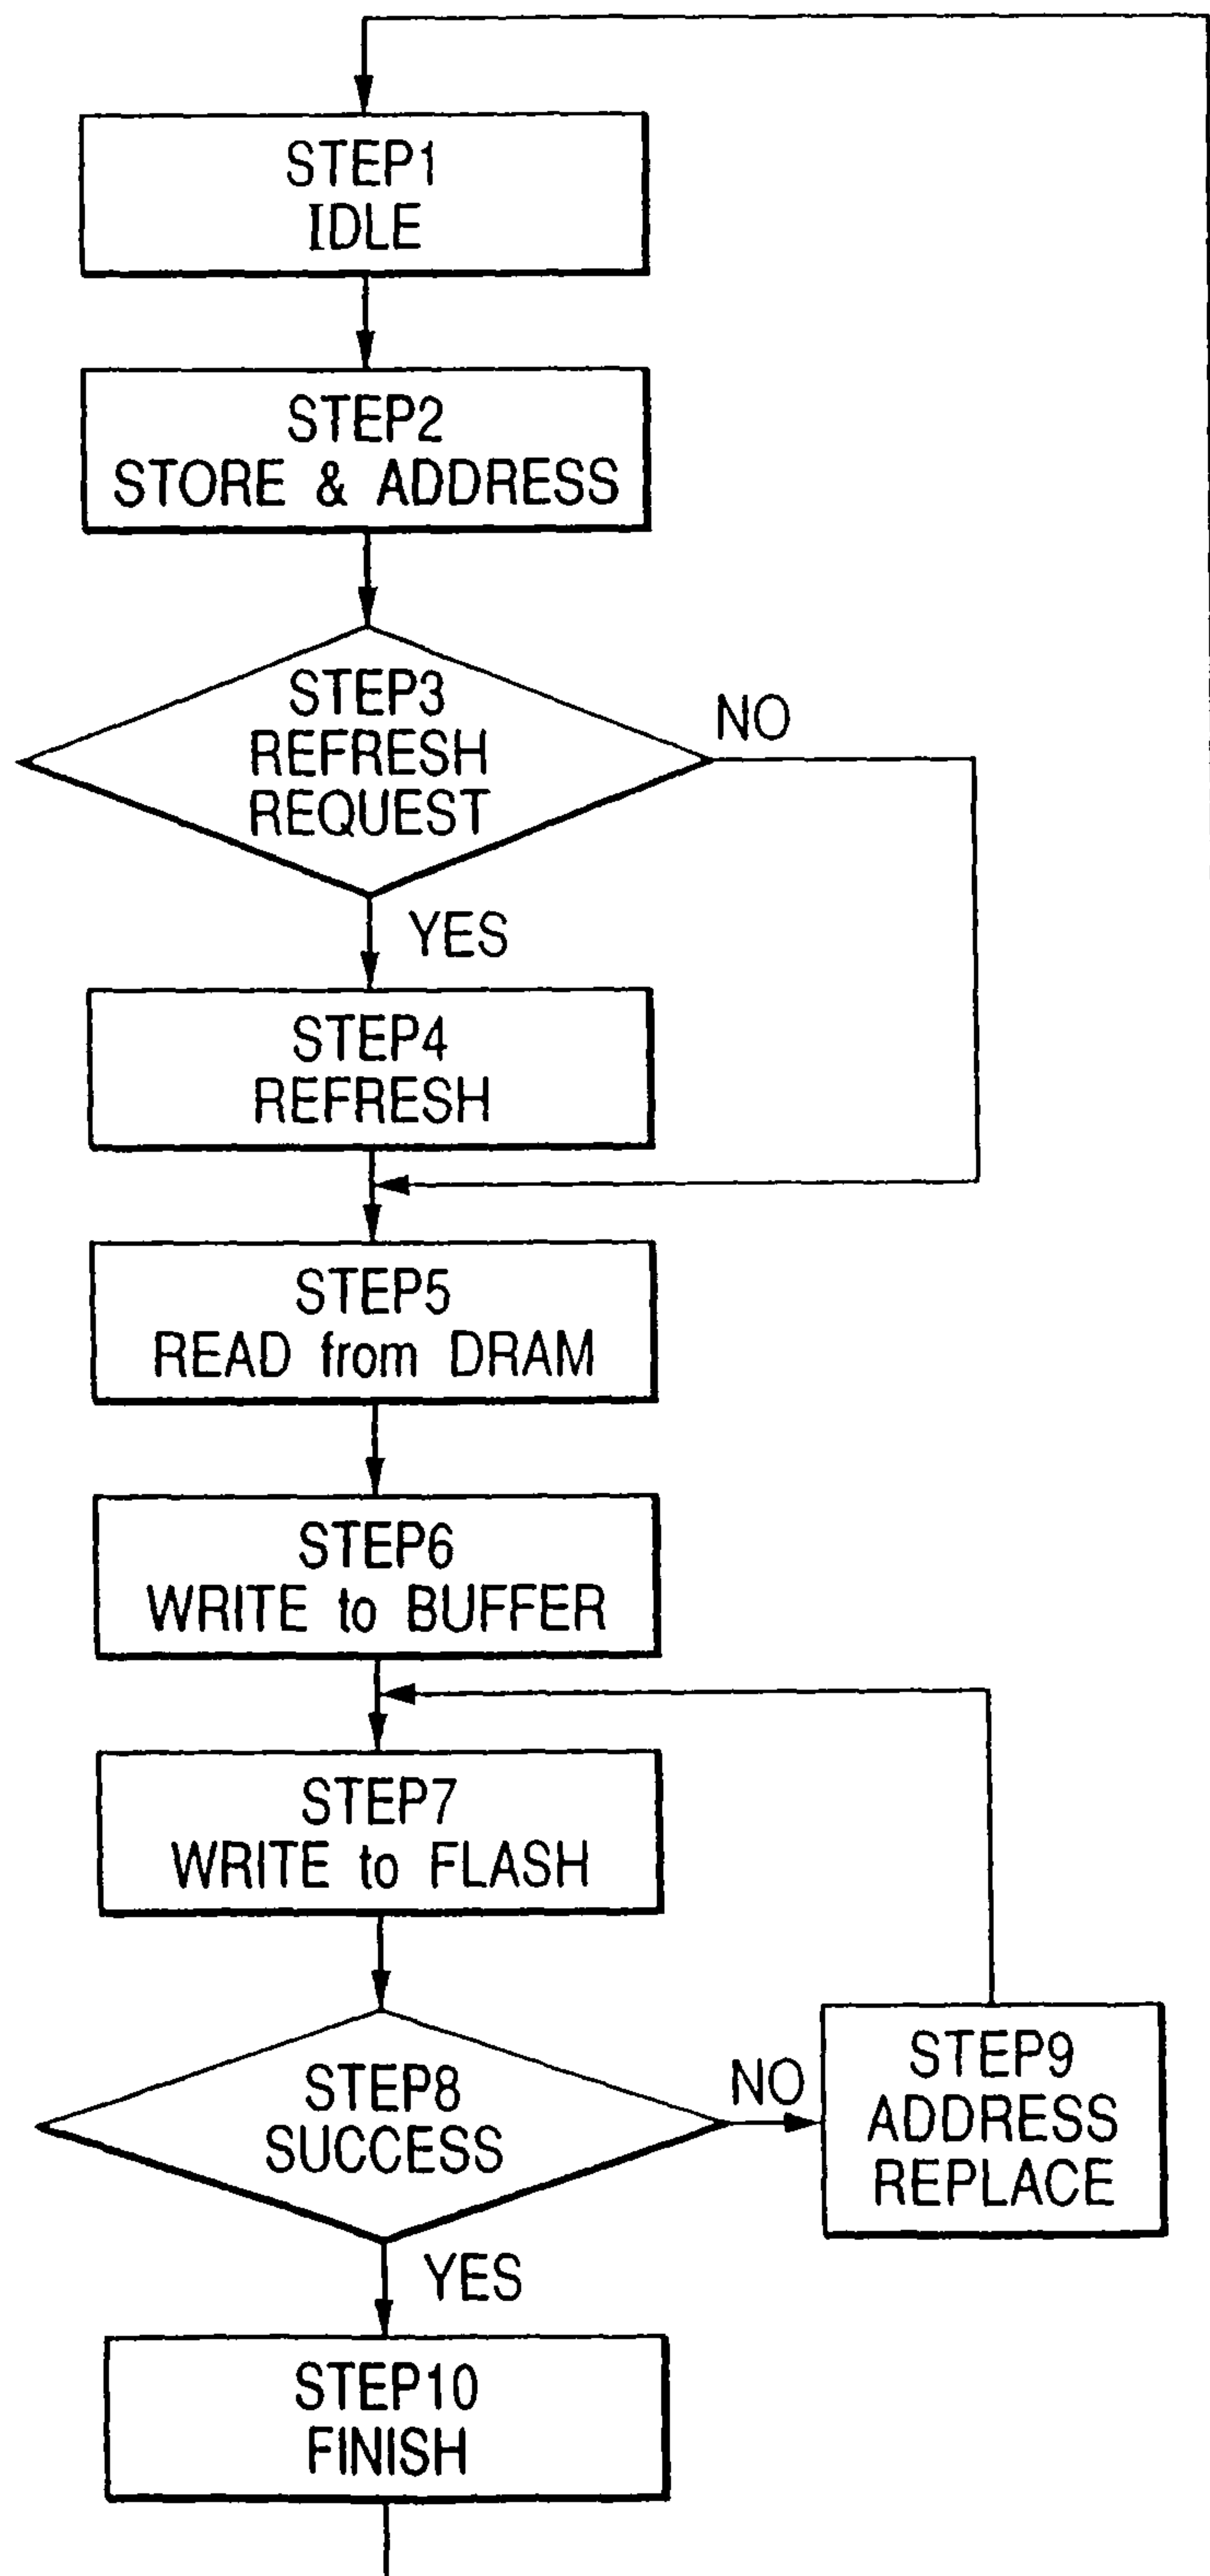 STEP1
IDLE
STEP2
STORE & ADDRESS
STEP3
REFRESH
REQUEST
NO
YES
STEP4
REFRESH
STEP5
READ from DRAM
STEP6
WRITE to BUFFER
STEP7
WRITE to FLASH
STEP8
SUCCESS
NO
STEP9
ADDRESS
REPLACE
YES
STEP10
FINISH